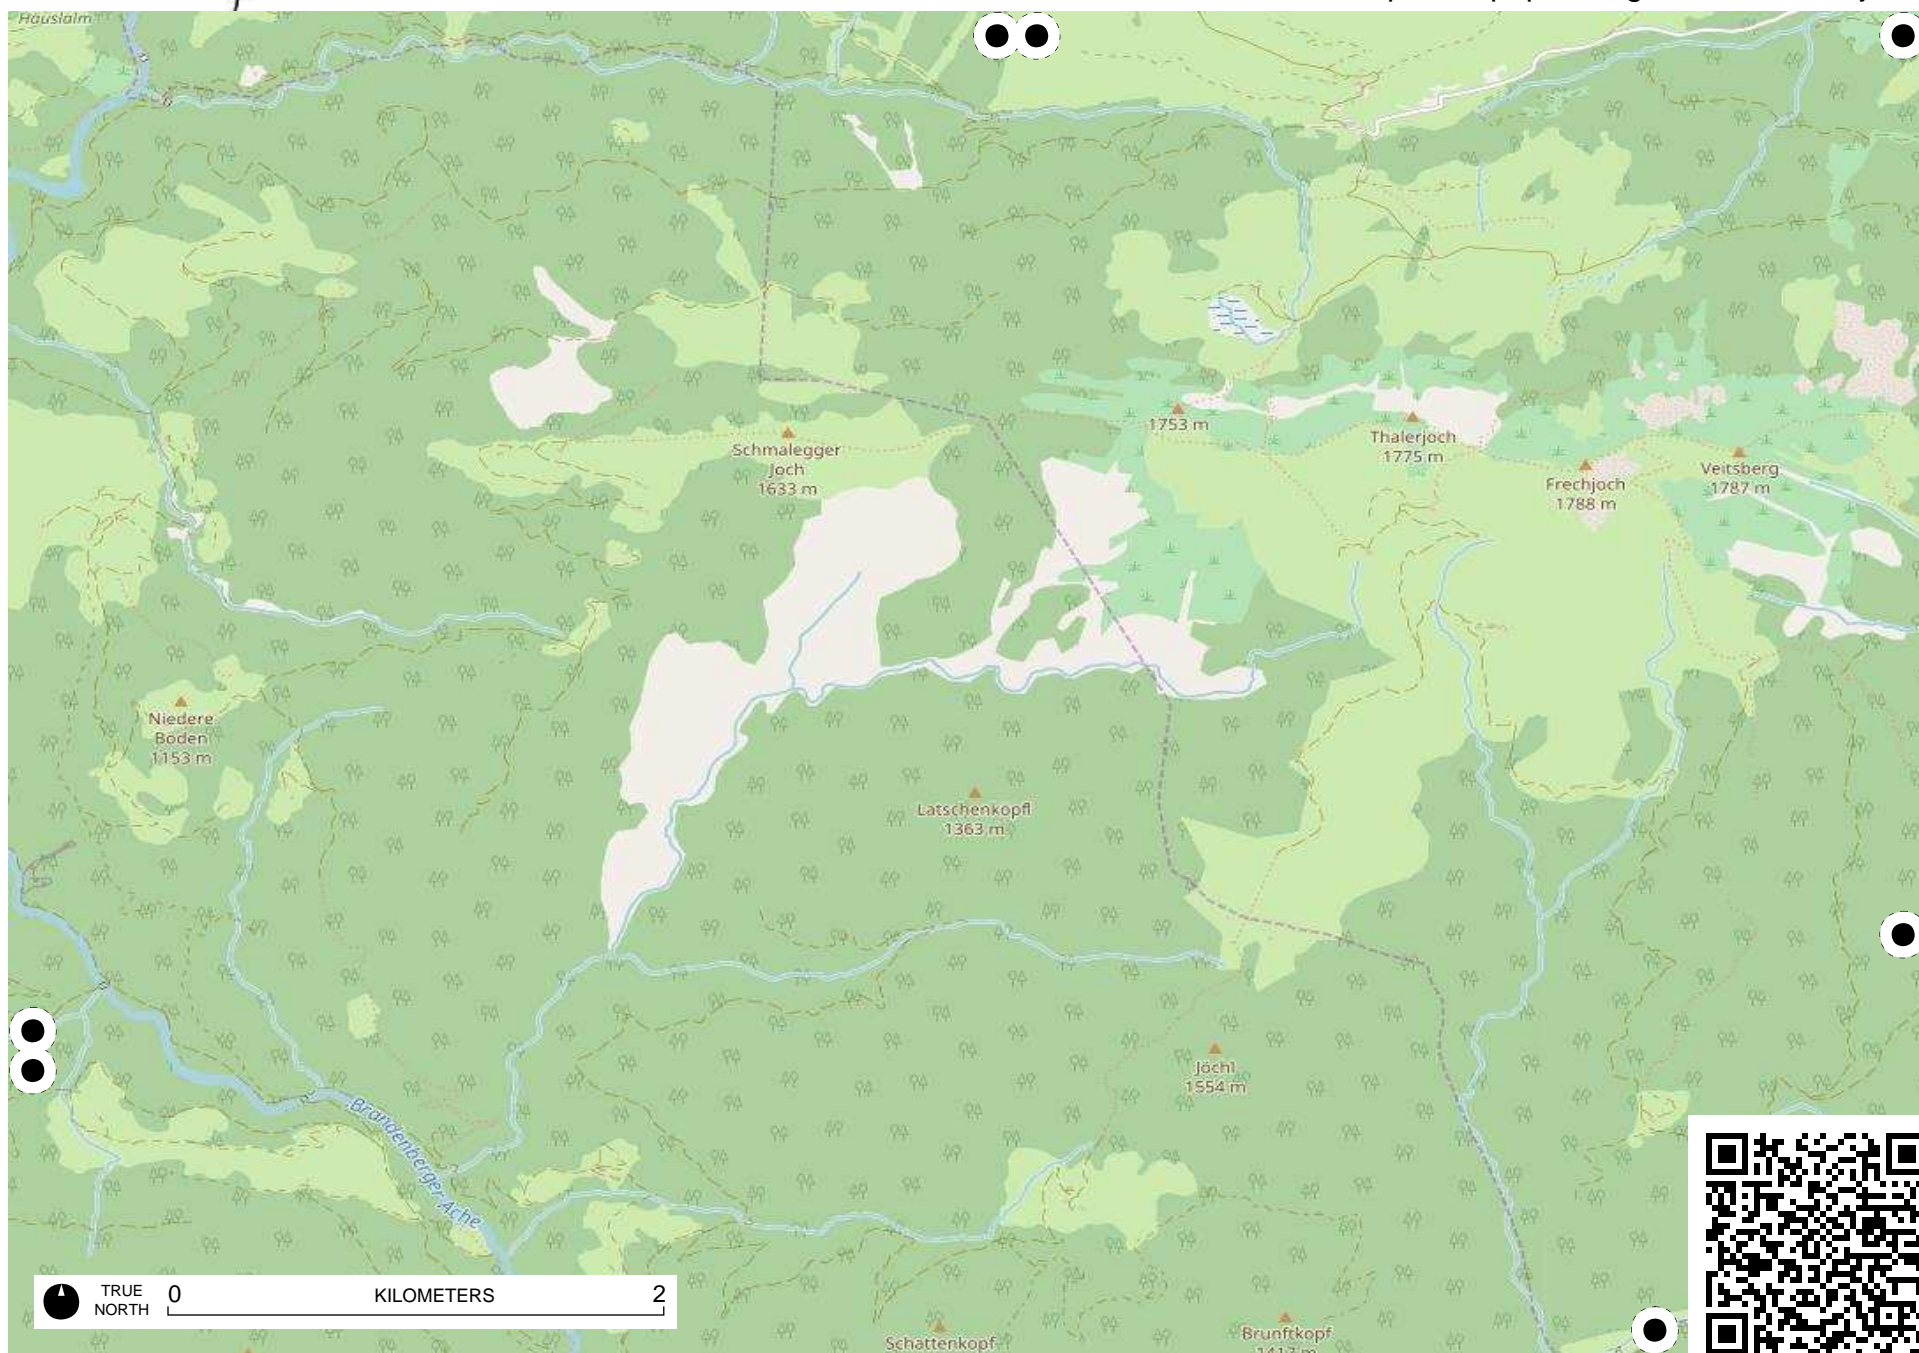 Häuslalm
1753 m
Thalerjoch
1775 m
Schmalegger
Joch
1633 m
Frechjoch
1788 m
Veitsberg
1787 m
Niedere
Boden
1153 m
Latschenkopfl
1363 m
Jöchl
1554 m
Brandenberger Ache
TRUE
NORTH
0
KILOMETERS
2
Schattenkopf
Brunftkopf